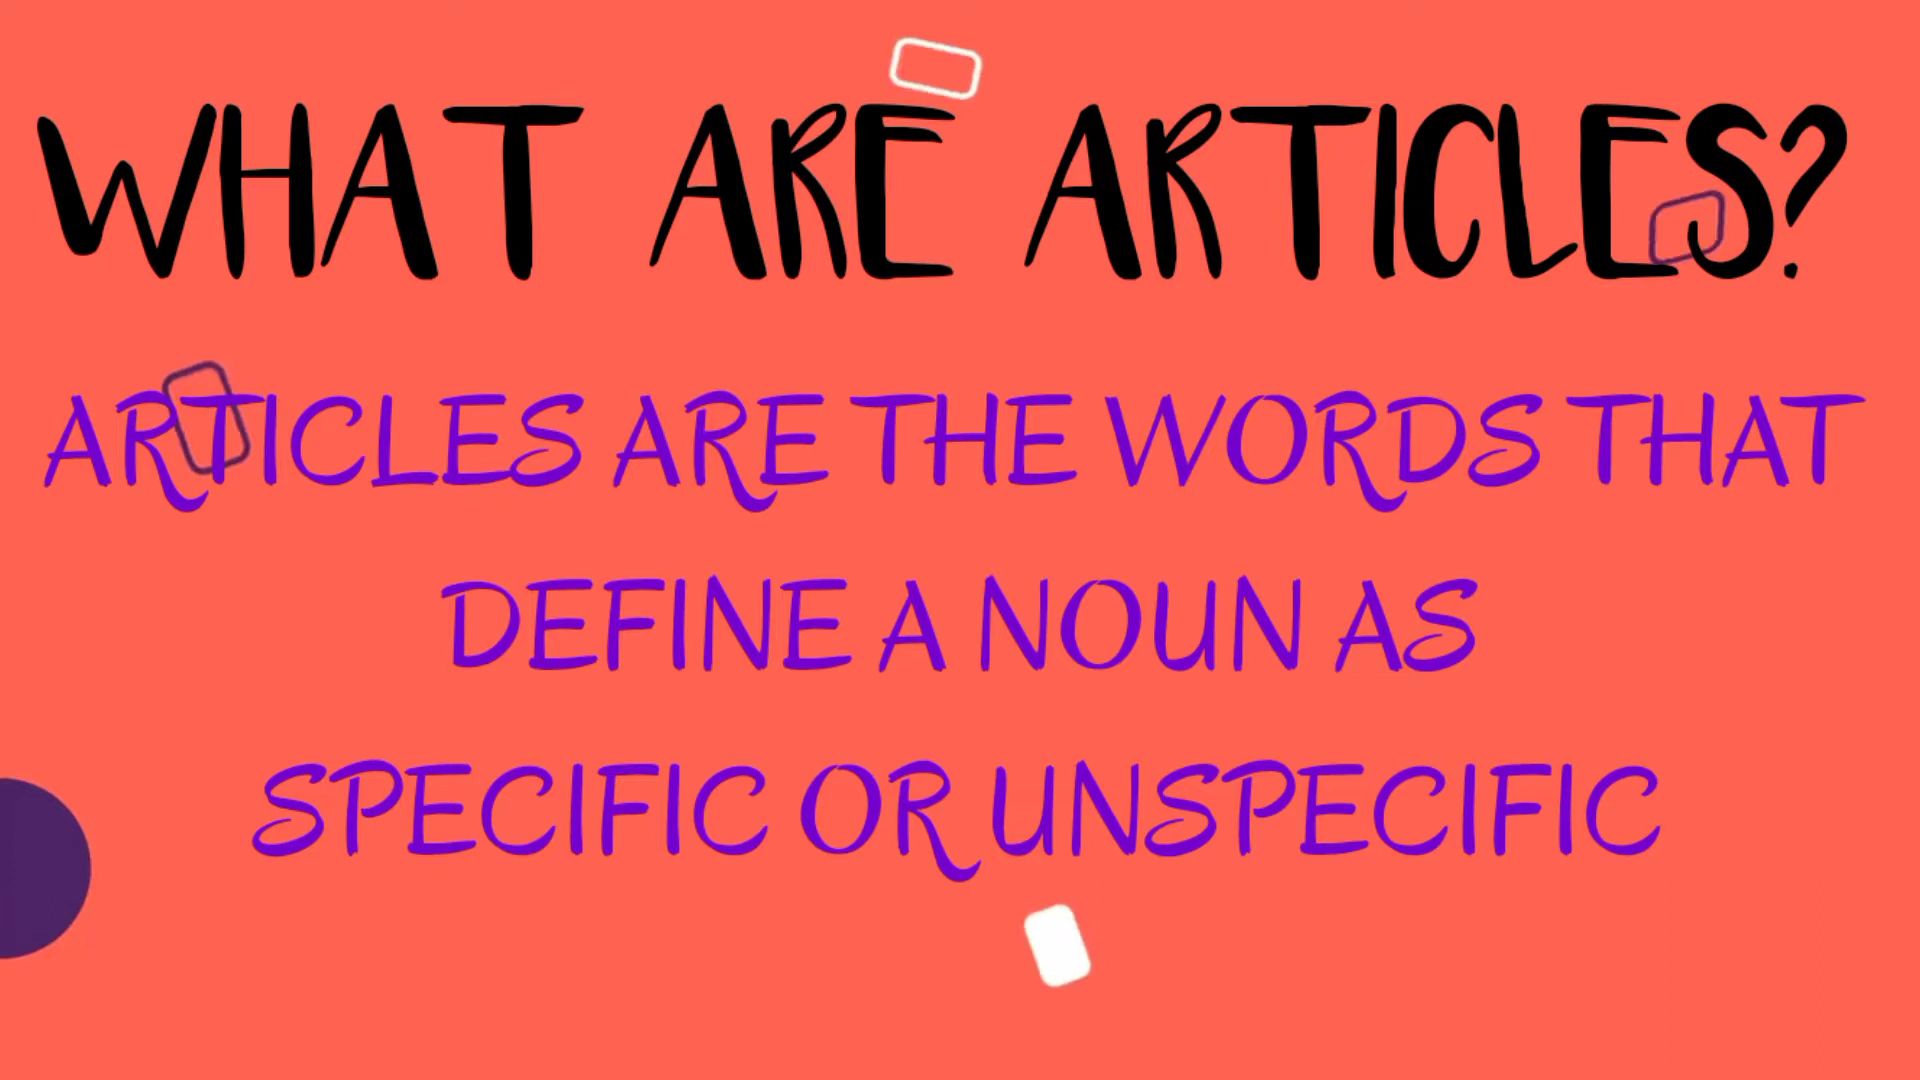 WHAT ARE ARTICLES?
ARTICLES ARE THE WORDS THAT
DEFINE A NOUN AS
SPECIFIC OR UNSPECIFIC